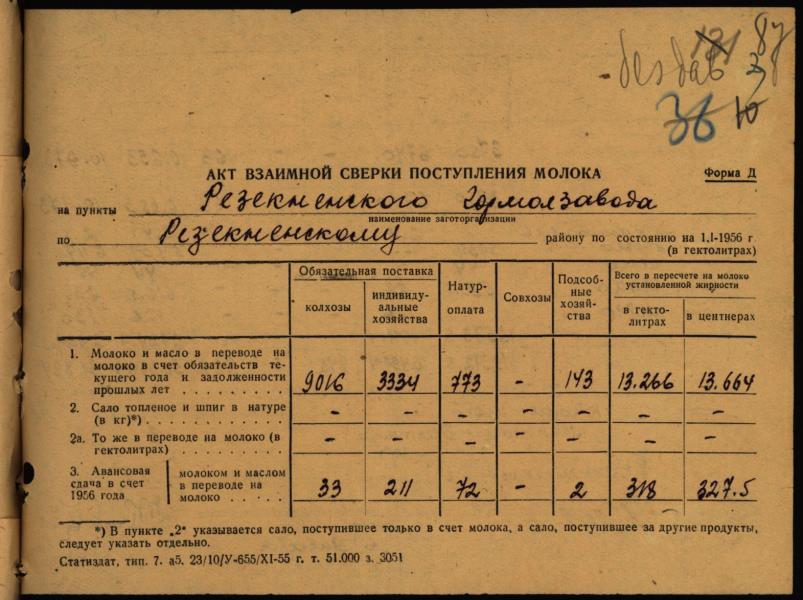 131 87
38
36 10
АКТ ВЗАИМНОЙ СВЕРКИ ПОСТУПЛЕНИЯ МОЛОКА Форма Д
на пункты Резекненского Гормолзавода
наименование заготорганизации
по Резекненскому району по состоянию на 1.I-1956 г.
(в гектолитрах)
Обязательная поставка
колхозы
индивиду-
альные
хозяйства
Натур-
оплата
Совхозы
Подсоб-
ные
хозяй-
ства
Всего в пересчете на молоко
установленной жирности
в гекто-
литрах
в центнерах
1. Молоко и масло в переводе на
молоко в счет обязательств те-
кущего года и задолженности
прошлых лет . . . . . . . . 9016 3334 773 – 143 13.266 13.664
2. Сало топленое и шпиг в натуре
(в кг)*) . . . . . . . . . . – – – – – – –
2а. То же в переводе на молоко (в
гектолитрах) . . . . . . . . – – – – – – –
3. Авансовая
сдача в счет
1956 года
молоком и маслом
в переводе на
молоко . . . . . 33 211 72 – 2 318 327.5
*) В пункте „2" указывается сало, поступившее только в счет молока, а сало, поступившее за другие продукты,
следует указать отдельно.
Статиздат, тип. 7. а5. 23/10/У-655/XI-55 г. т. 51.000 з. 3051